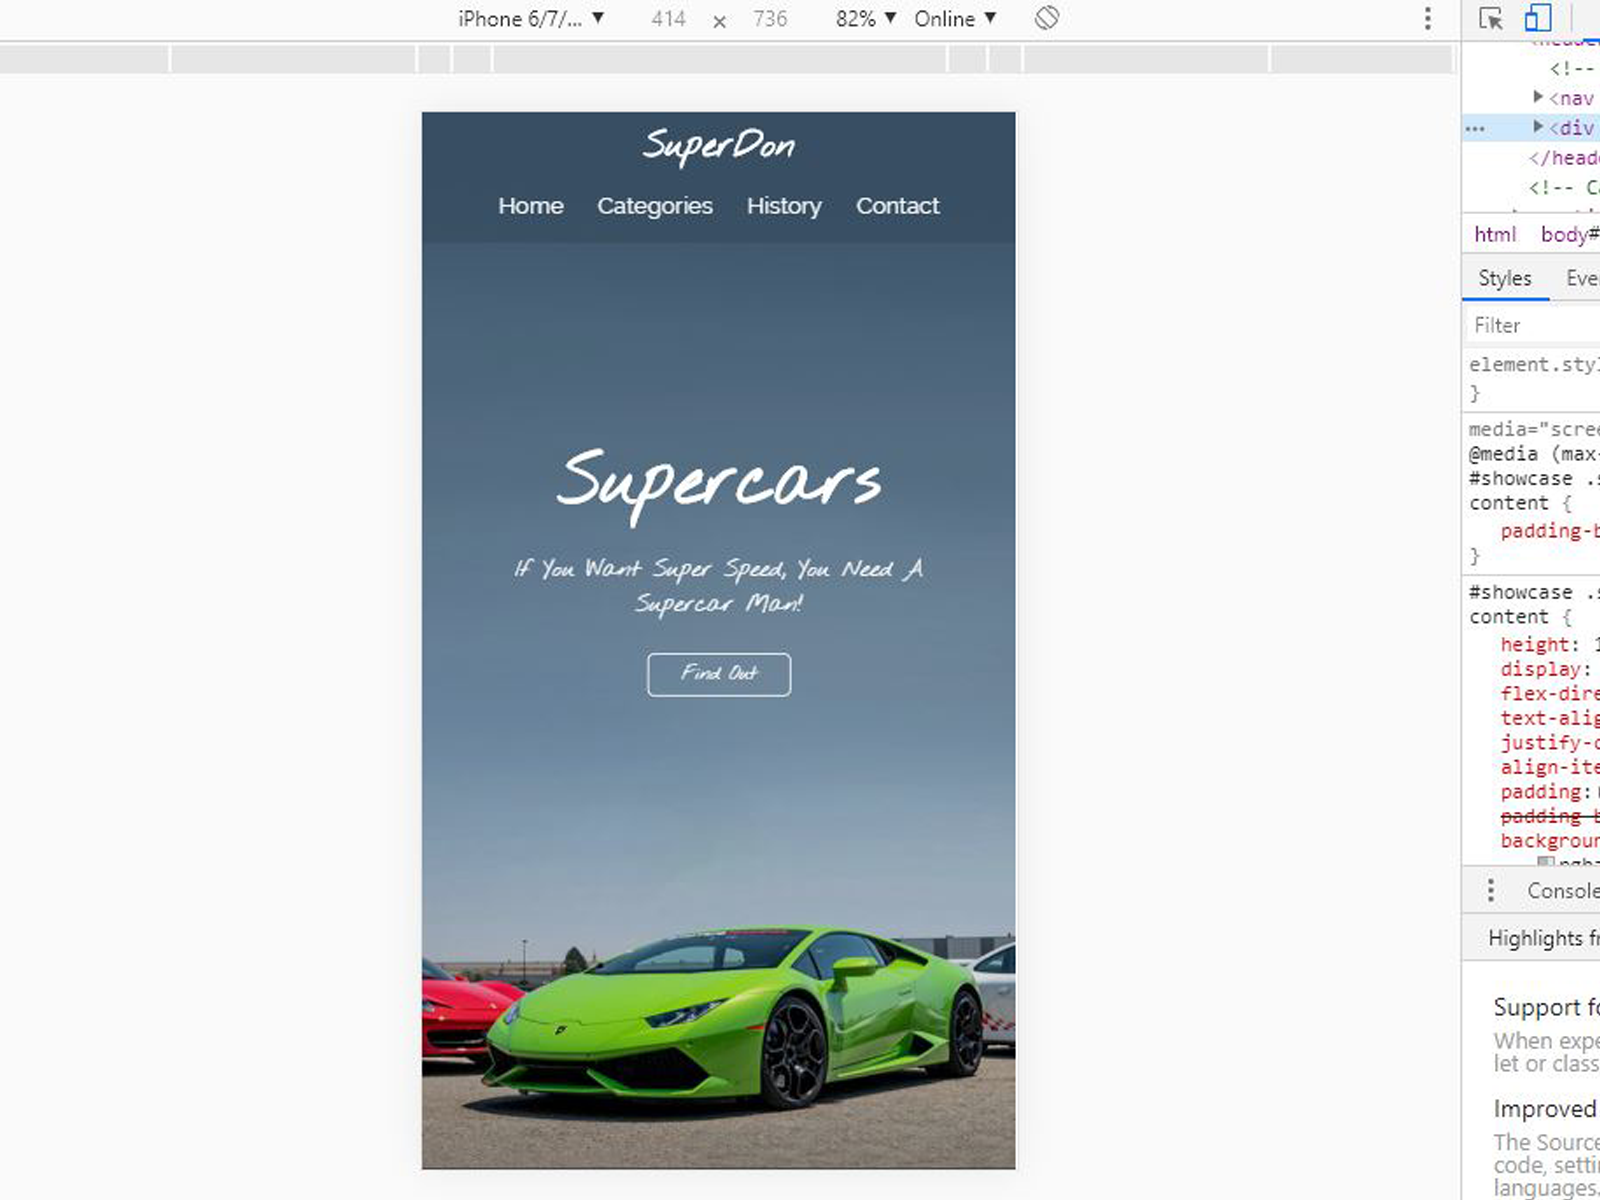 iPhone 6/7/... ▼ 414 × 736 82% ▼ Online ▼
SuperDon
Home Categories History Contact
Supercars
If You Want Super Speed, You Need A
Supercar Man!
Find Out
<!--
<nav
<div
</heade
<!-- Ca
html body#
Styles Eve
Filter
element.styl
}
media="scree
@media (max-
#showcase .s
content {
padding-b
}
#showcase .s
content {
height: 1
display:
flex-dire
text-alig
justify-c
align-ite
padding:
padding-b
backgroun
Console
Highlights fr
Support fo
When expe
let or class
Improved
The Source
code, settin
languages,